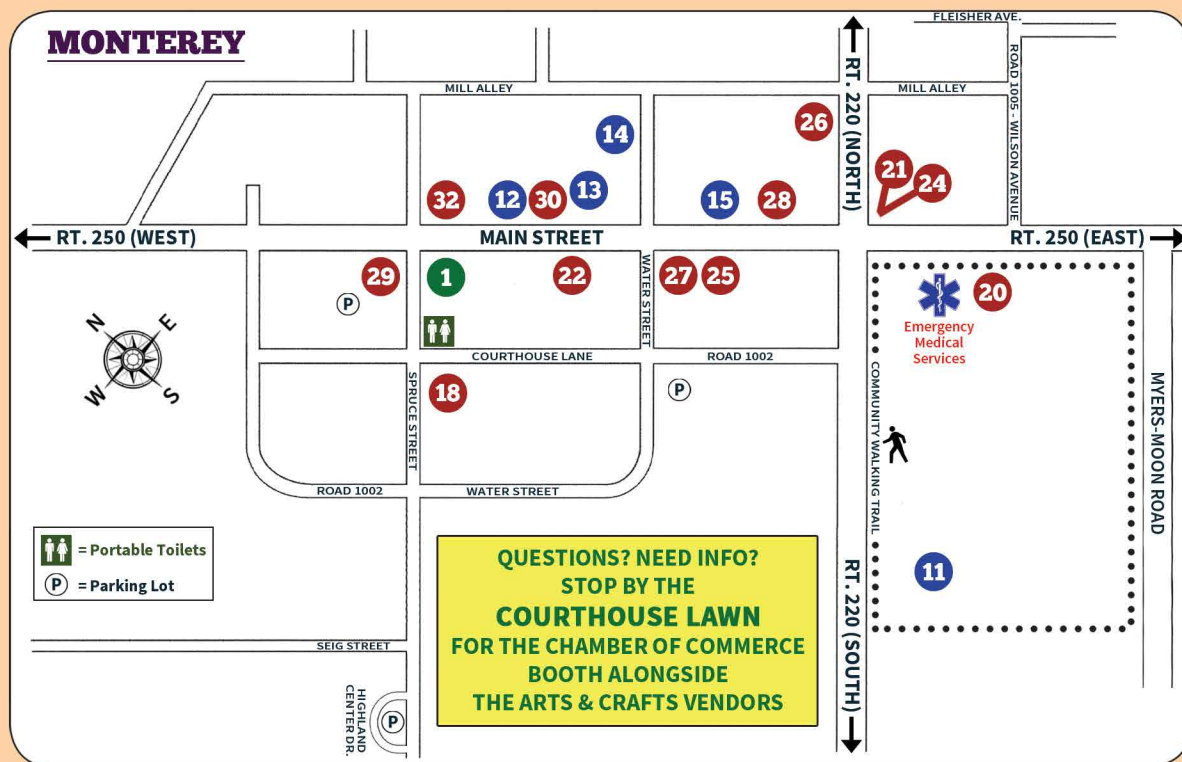 MONTEREY
FLEISHER AVE.
RT. 220 (NORTH)
ROAD 1005 - WILSON AVENUE
MILL ALLEY
MILL ALLEY
26
14
21
24
32
12
30
13
15
28
RT. 250 (WEST)
MAIN STREET
RT. 250 (EAST)
29
1
22
WATER STREET
27
25
20
P
N
E
W
S
Emergency
Medical
Services
COURTHOUSE LANE
ROAD 1002
SPRUCE STREET
18
P
COMMUNITY WALKING TRAIL
MYERS-MOON ROAD
ROAD 1002
WATER STREET
= Portable Toilets
P = Parking Lot
QUESTIONS? NEED INFO?
STOP BY THE
COURTHOUSE LAWN
FOR THE CHAMBER OF COMMERCE
BOOTH ALONGSIDE
THE ARTS & CRAFTS VENDORS
11
RT. 220 (SOUTH)
SEIG STREET
HIGHLAND
CENTER DR.
P